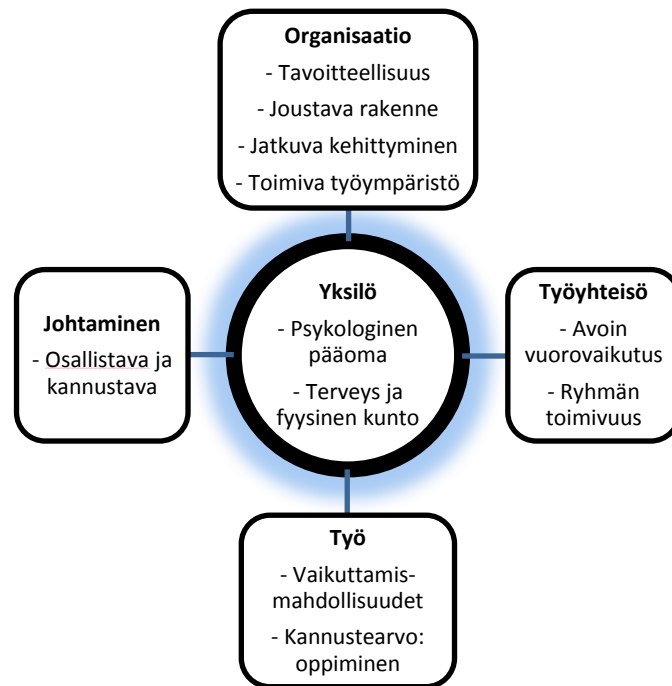 Organisaatio
- Tavoitteellisuus
- Joustava rakenne
- Jatkuva kehittyminen
- Toimiva työympäristö
Johtaminen
- Osallistava ja
kannustava
Yksilö
- Psykologinen
pääoma
- Terveys ja
fyysinen kunto
Työyhteisö
- Avoin
vuorovaikutus
- Ryhmän
toimivuus
Työ
- Vaikuttamis-
mahdollisuudet
- Kannustearvo:
oppiminen